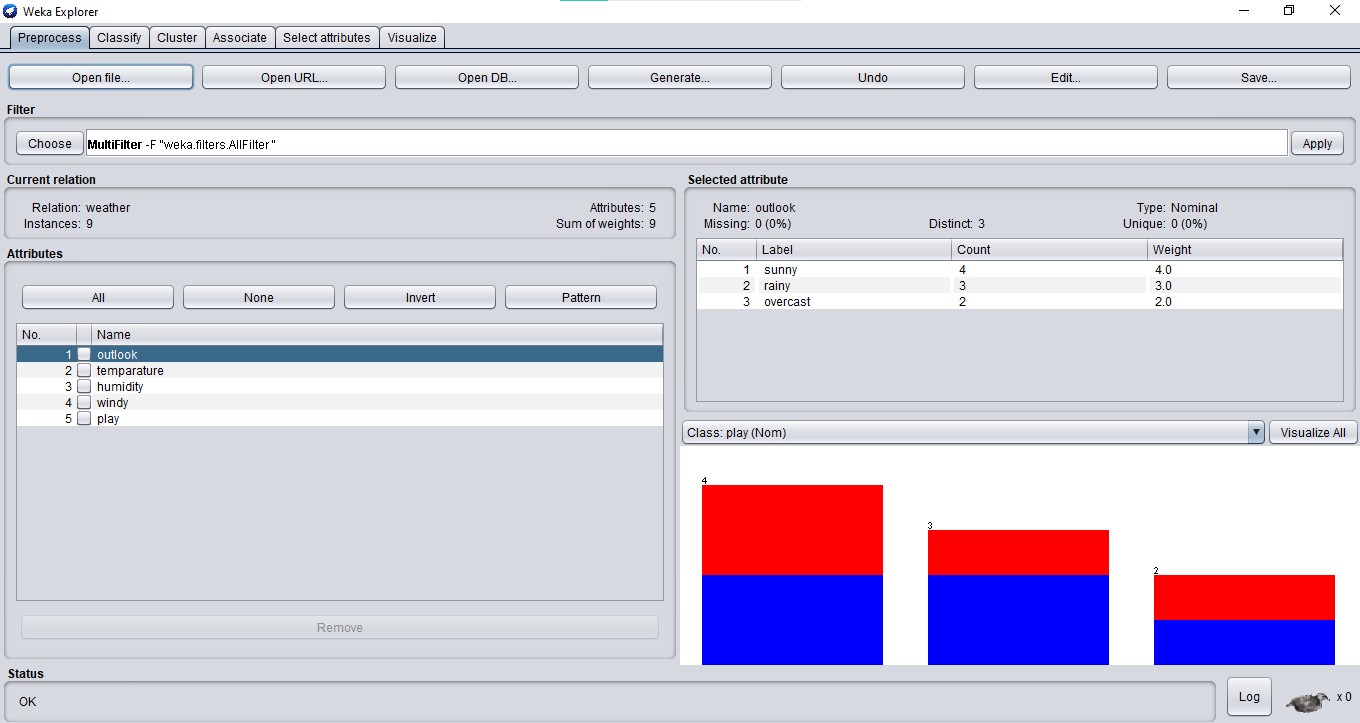 Weka Explorer
Preprocess Classify Cluster Associate Select attributes Visualize
Open file... Open URL... Open DB... Generate... Undo Edit... Save...
Filter
Choose MultiFilter -F "weka.filters.AllFilter " Apply
Current relation
Relation: weather Attributes: 5
Instances: 9 Sum of weights: 9
Attributes
All None Invert Pattern
No. Name
1 outlook
2 temparature
3 humidity
4 windy
5 play
Remove
Selected attribute
Name: outlook Type: Nominal
Missing: 0 (0%) Distinct: 3 Unique: 0 (0%)
No. Label Count Weight
1 sunny 4 4.0
2 rainy 3 3.0
3 overcast 2 2.0
Class: play (Nom) Visualize All
4
3
2
Status
OK
Log x 0